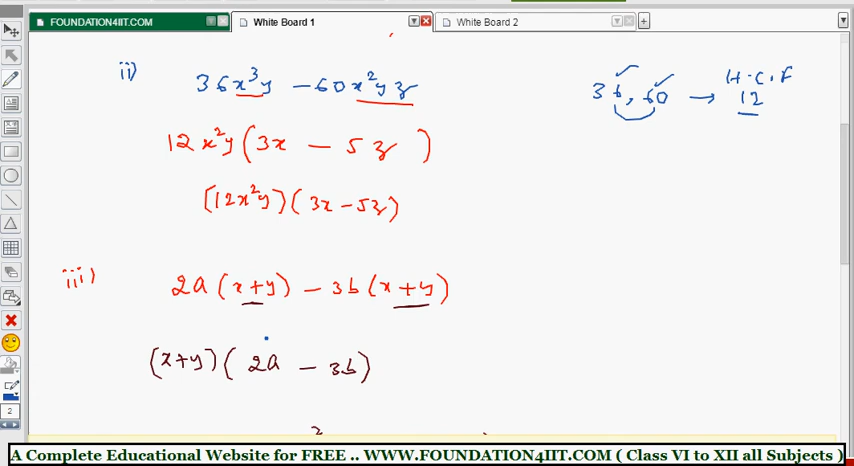 FOUNDATION4IIT.COM
White Board 1
White Board 2
ii) 36x³y – 60x²yz
36, 60 → H.C.F 12
12x²y(3x – 5z)
(12x²y)(3x – 5z)
iii) 2a(x+y) – 3b(x+y)
(x+y)(2a – 3b)
2
2
A Complete Educational Website for FREE .. WWW.FOUNDATION4IIT.COM ( Class VI to XII all Subjects )